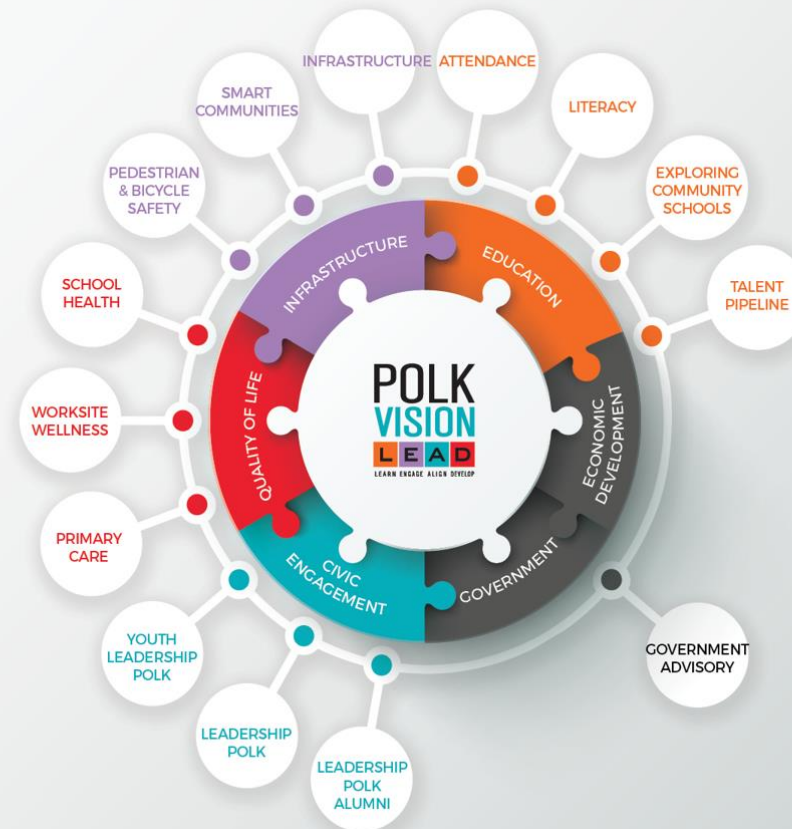 INFRASTRUCTURE
ATTENDANCE
SMART
COMMUNITIES
LITERACY
PEDESTRIAN
& BICYCLE
SAFETY
EXPLORING
COMMUNITY
SCHOOLS
SCHOOL
HEALTH
TALENT
PIPELINE
WORKSITE
WELLNESS
PRIMARY
CARE
YOUTH
LEADERSHIP
POLK
LEADERSHIP
POLK
LEADERSHIP
POLK
ALUMNI
GOVERNMENT
ADVISORY
INFRASTRUCTURE
EDUCATION
ECONOMIC
DEVELOPMENT
GOVERNMENT
CIVIC
ENGAGEMENT
QUALITY OF LIFE
POLK
VISION
LEAD
LEARN ENGAGE ALIGN DEVELOP